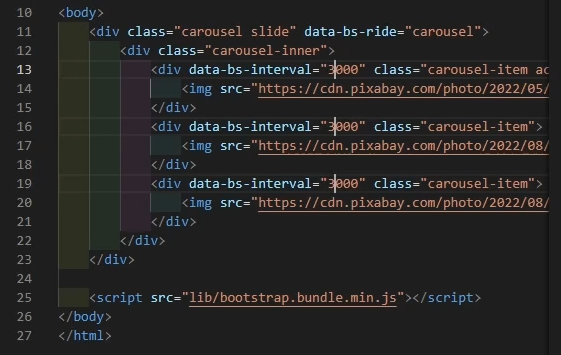 10 <body>
11 <div class="carousel slide" data-bs-ride="carousel">
12 <div class="carousel-inner">
13 <div data-bs-interval="3000" class="carousel-item ac
14 <img src="https://cdn.pixabay.com/photo/2022/05/
15 </div>
16 <div data-bs-interval="3000" class="carousel-item">
17 <img src="https://cdn.pixabay.com/photo/2022/08/
18 </div>
19 <div data-bs-interval="3000" class="carousel-item">
20 <img src="https://cdn.pixabay.com/photo/2022/08/
21 </div>
22 </div>
23 </div>
24
25 <script src="lib/bootstrap.bundle.min.js"></script>
26 </body>
27 </html>